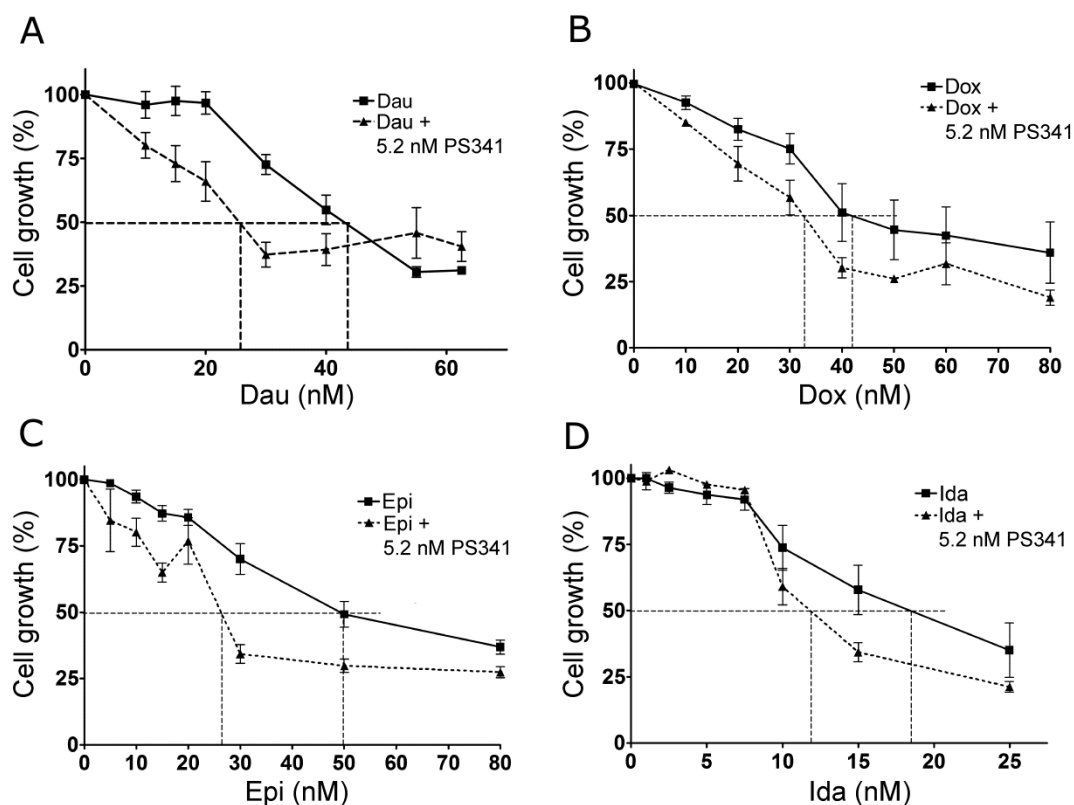 A
Cell growth (%)
100
75
50
25
0
Dau
Dau +
5.2 nM PS341
0 20 40 60
Dau (nM)
B
Cell growth (%)
100
75
50
25
0
Dox
Dox +
5.2 nM PS341
0 10 20 30 40 50 60 70 80
Dox (nM)
C
Cell growth (%)
100
75
50
25
0
Epi
Epi +
5.2 nM PS341
0 10 20 30 40 50 60 70 80
Epi (nM)
D
Cell growth (%)
100
75
50
25
0
Ida
Ida +
5.2 nM PS341
0 5 10 15 20 25
Ida (nM)